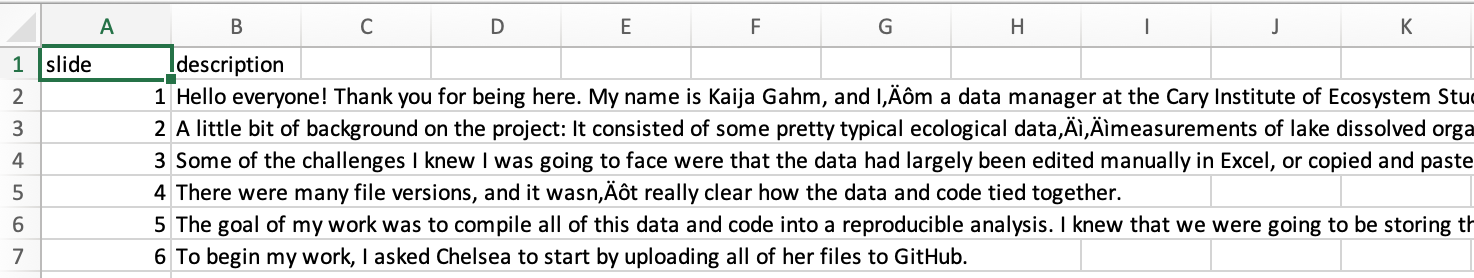 A B C D E F G H I J K
1 slide description
2 1 Hello everyone! Thank you for being here. My name is Kaija Gahm, and I‚Äôm a data manager at the Cary Institute of Ecosystem Stu
3 2 A little bit of background on the project: It consisted of some pretty typical ecological data‚Äì‚Äìmeasurements of lake dissolved orga
4 3 Some of the challenges I knew I was going to face were that the data had largely been edited manually in Excel, or copied and paste
5 4 There were many file versions, and it wasn‚Äôt really clear how the data and code tied together.
6 5 The goal of my work was to compile all of this data and code into a reproducible analysis. I knew that we were going to be storing th
7 6 To begin my work, I asked Chelsea to start by uploading all of her files to GitHub.